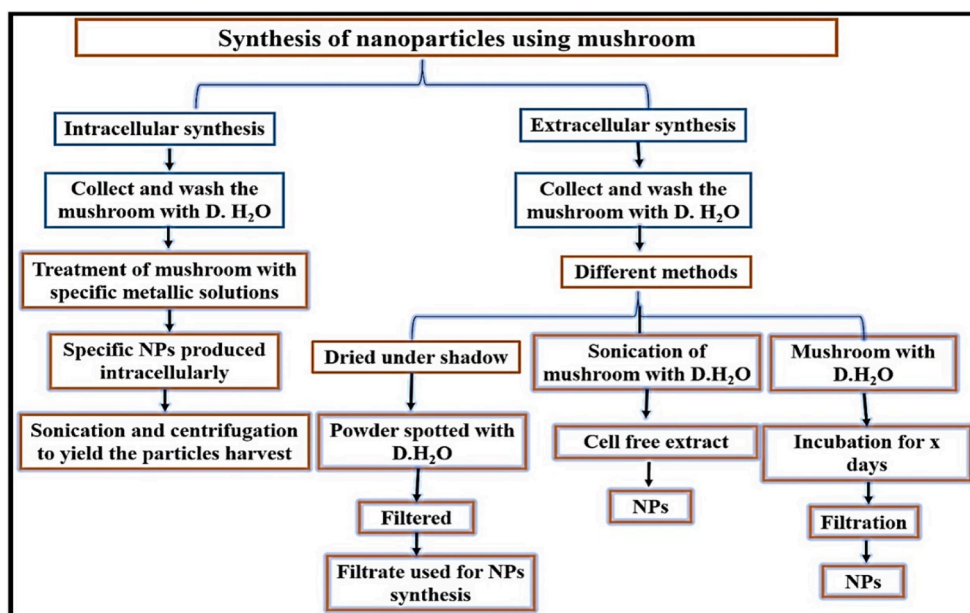 Synthesis of nanoparticles using mushroom
Intracellular synthesis
Collect and wash the
mushroom with D. H₂O
Treatment of mushroom with
specific metallic solutions
Specific NPs produced
intracellularly
Sonication and centrifugation
to yield the particles harvest
Extracellular synthesis
Collect and wash the
mushroom with D. H₂O
Different methods
Dried under shadow
Powder spotted with
D.H₂O
Filtered
Filtrate used for NPs
synthesis
Sonication of
mushroom with D.H₂O
Cell free extract
NPs
Mushroom with
D.H₂O
Incubation for x
days
Filtration
NPs